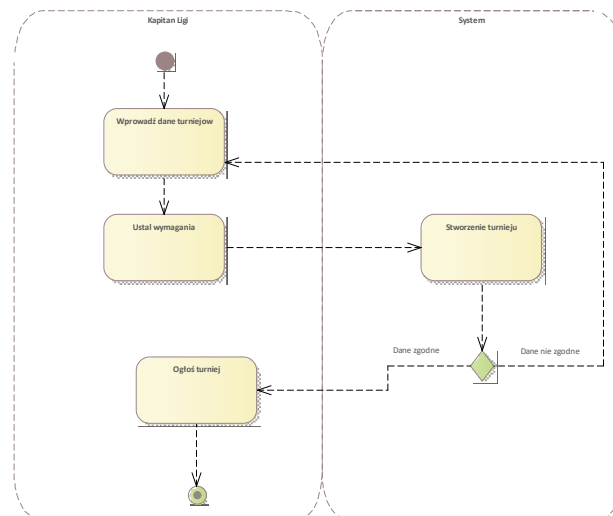 Kapitan Ligi
System
Wprowadź dane turniejow
Ustal wymagania
Stworzenie turnieju
Dane zgodne
Dane nie zgodne
Ogłoś turniej